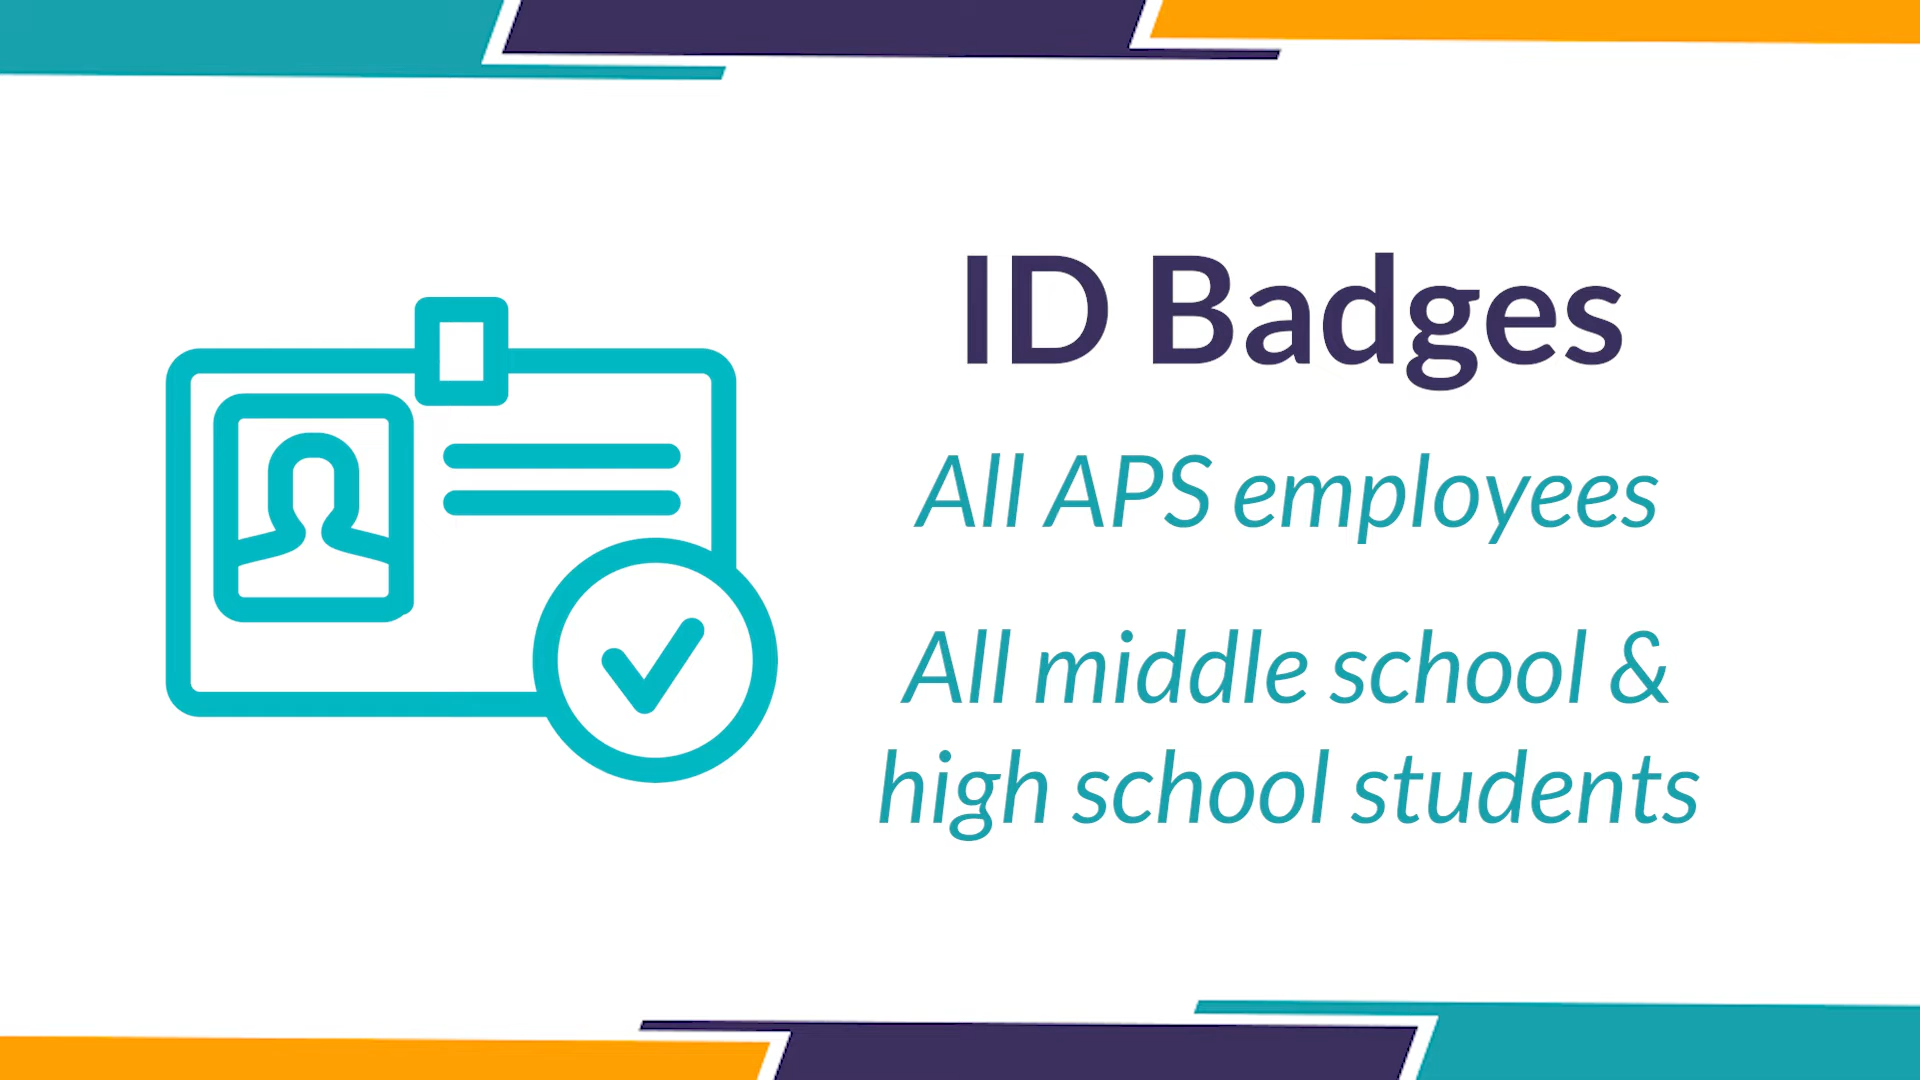 ID Badges
All APS employees
All middle school &
high school students